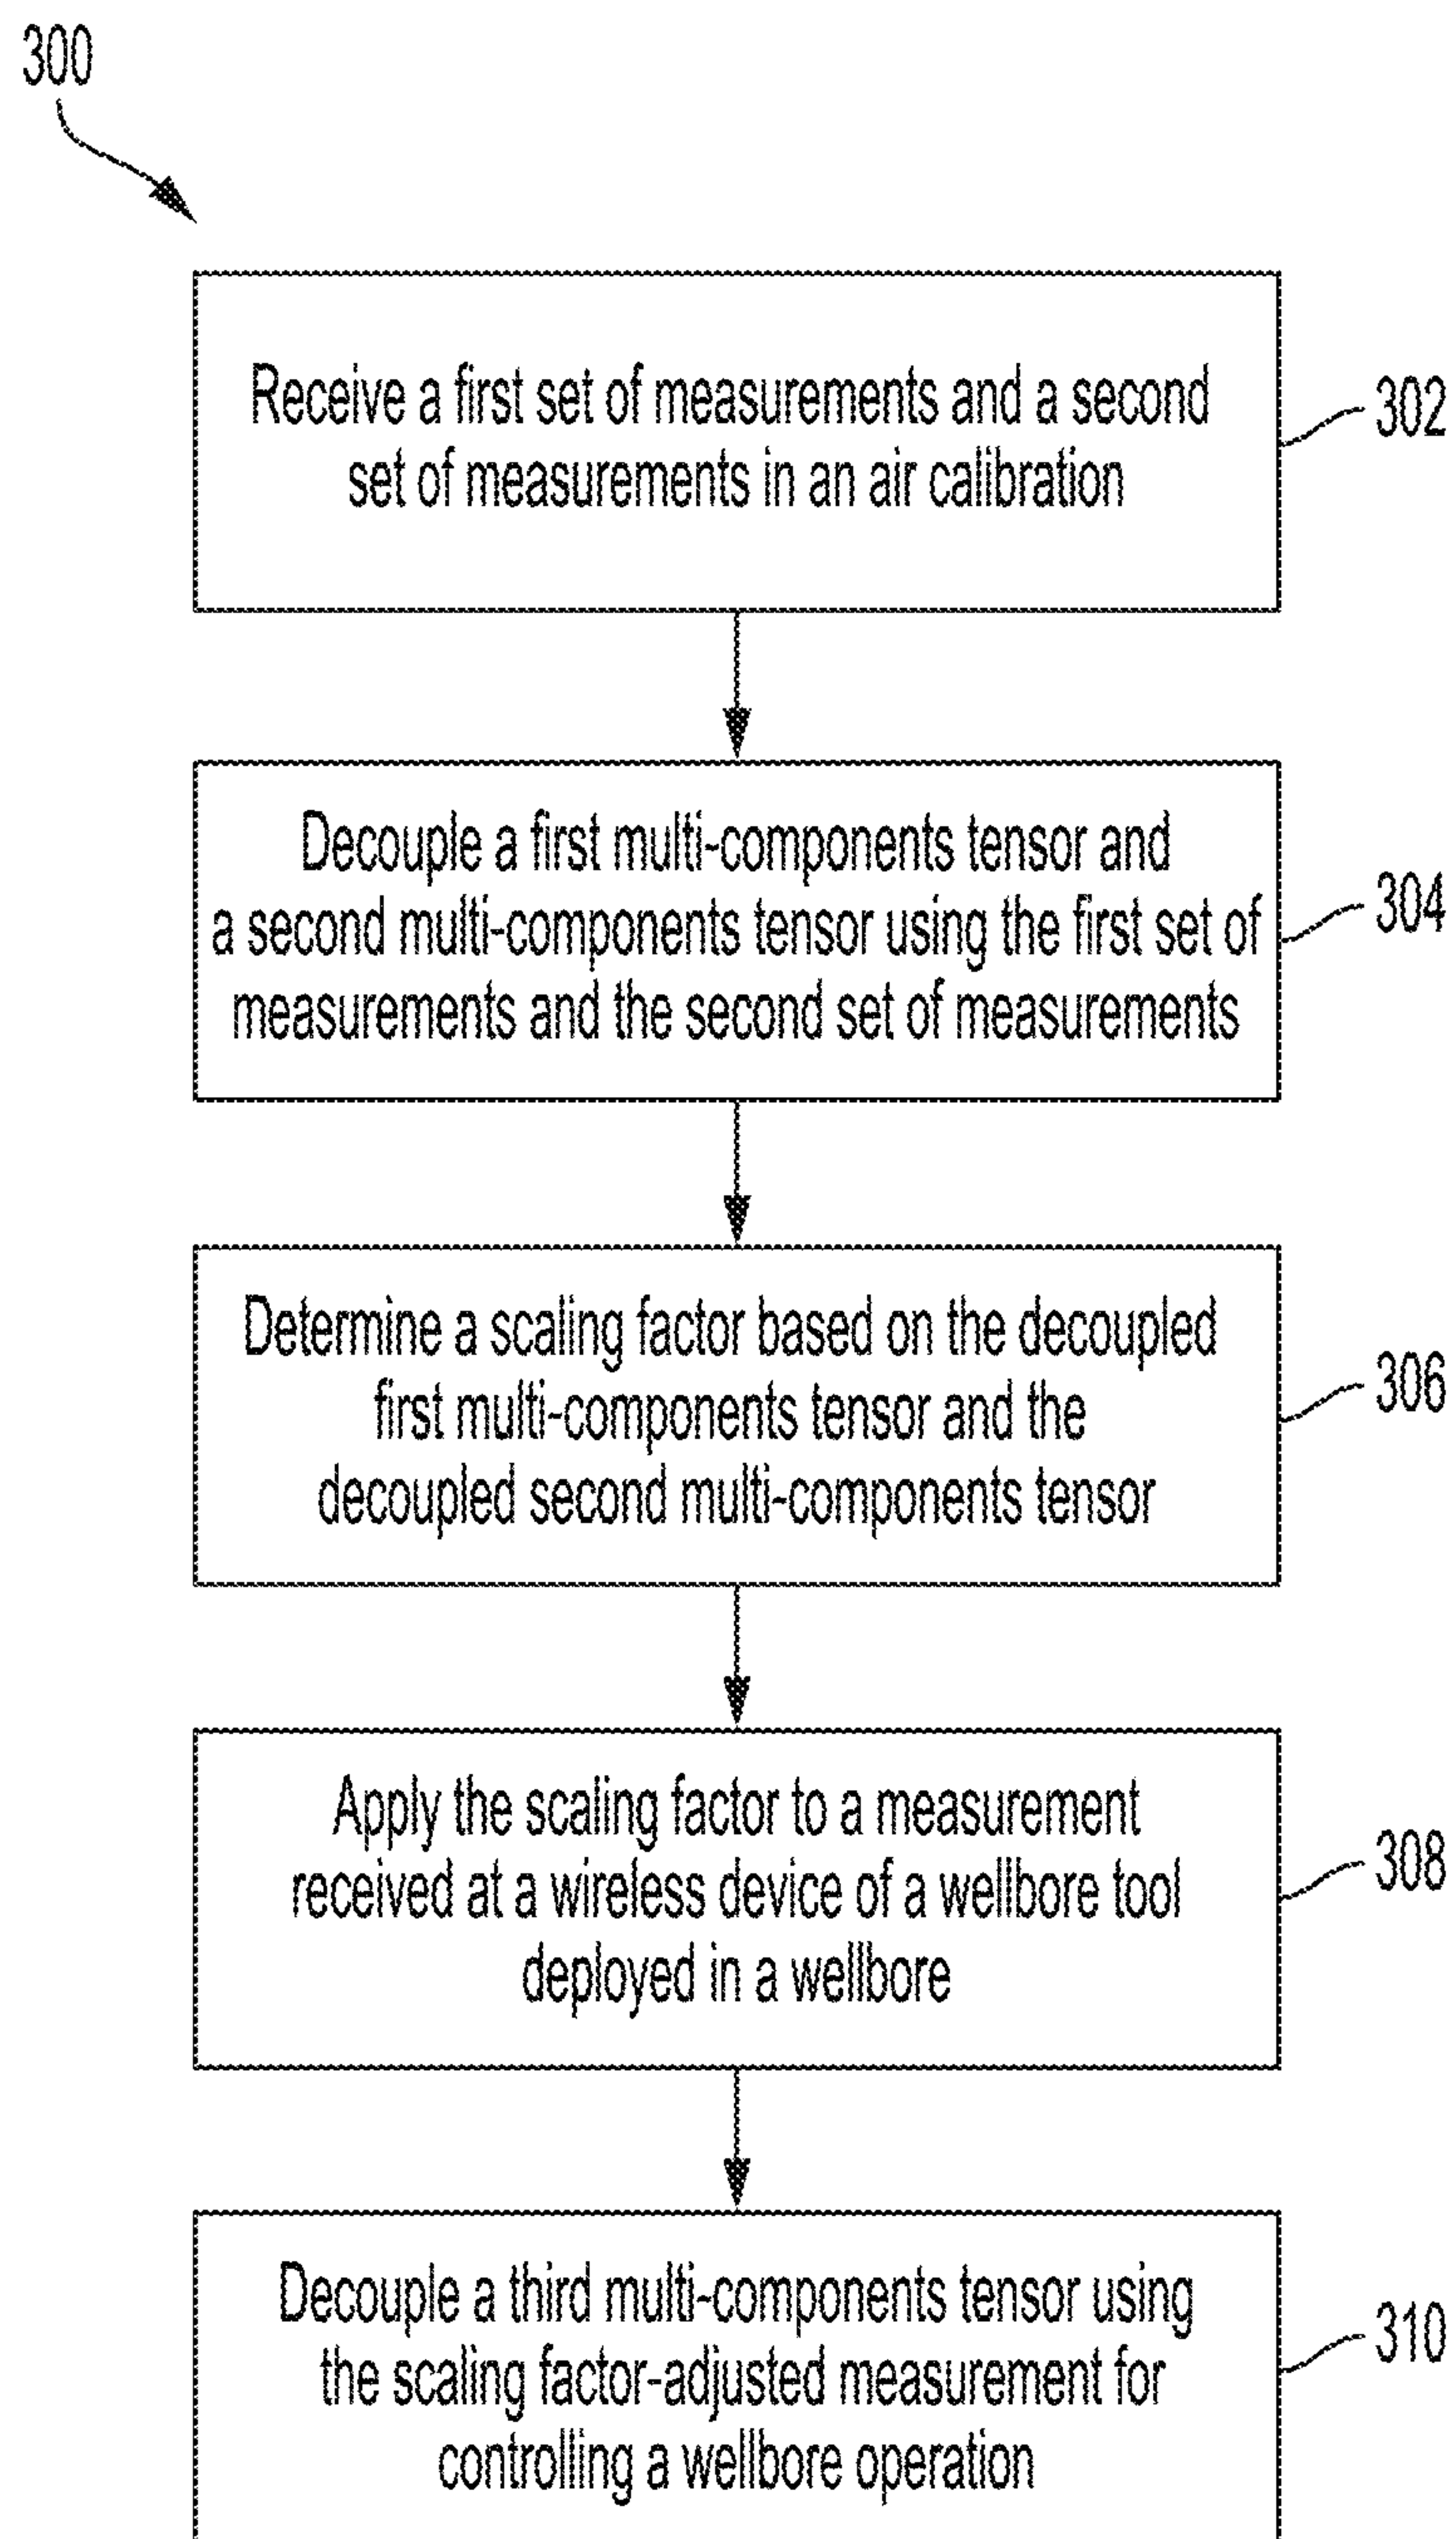 300
Receive a first set of measurements and a second
set of measurements in an air calibration
302
Decouple a first multi-components tensor and
a second multi-components tensor using the first set of
measurements and the second set of measurements
304
Determine a scaling factor based on the decoupled
first multi-components tensor and the
decoupled second multi-components tensor
306
Apply the scaling factor to a measurement
received at a wireless device of a wellbore tool
deployed in a wellbore
308
Decouple a third multi-components tensor using
the scaling factor-adjusted measurement for
controlling a wellbore operation
310